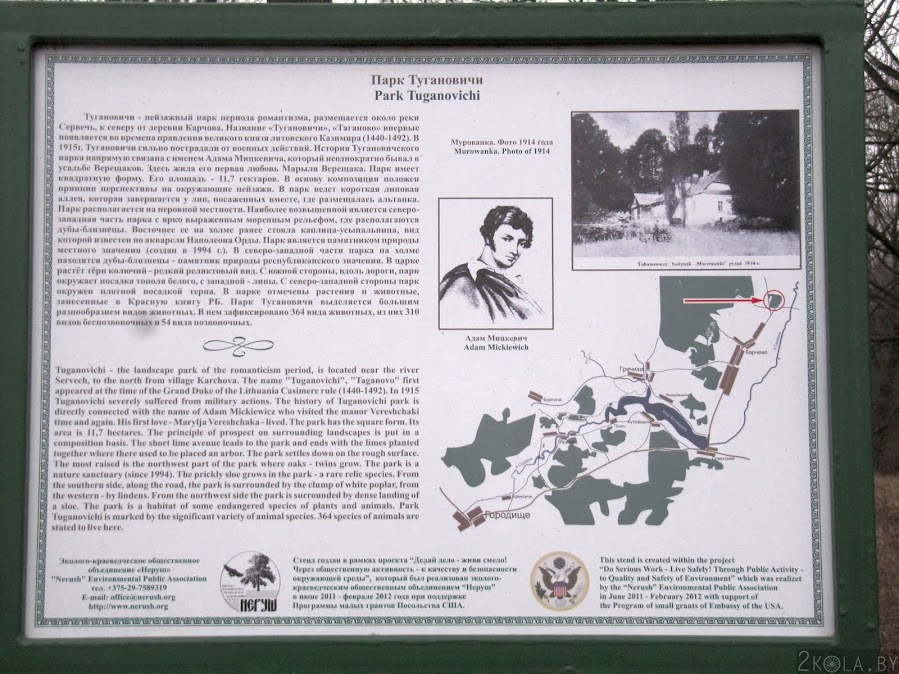 Парк Тугановичи
Park Tuganovichi
Тугановичи - пейзажный парк периода романтизма, размещается около реки
Сервечь, к северу от деревни Карчова. Название «Тугановичи», «Таганово» впервые
появляется во времена правления великого князя литовского Казимира (1440-1492). В
1915г. Тугановичи сильно пострадали от военных действий. История Тугановичского
парка напрямую связана с именем Адама Мицкевича, который неоднократно бывал в
усадьбе Верещаков. Здесь жила его первая любовь Марыля Верещака. Парк имеет
квадратную форму. Его площадь - 11,7 гектаров. В основу композиции положен
принцип перспективы на окружающие пейзажи. В парк ведет короткая липовая
аллея, которая завершается у лип, посаженных вместе, где размещалась альтанка.
Парк располагается на неровной местности. Наиболее возвышенной является северо-
западная часть парка с ярко выраженным моренным рельефом, где располагаются
дубы-близнецы. Восточнее ее на холме ранее стояла каплица-усыпальница, вид
которой известен по акварели Наполеона Орды. Парк является памятником природы
местного значения (создан в 1994 г.). В северо-западной части парка на холме
находятся дубы-близнецы - памятник природы республиканского значения. В царке
растёт тёрн колючий - редкий реликтовый вид. С южной стороны, вдоль дороги, парк
окружает посадка тополя белого, с западной - липы. С северо-западной стороны парк
окружен плотной посадкой терна. В парке отмечены растения и животные,
занесенные в Красную книгу РБ. Парк Тугановичи выделяется большим
разнообразием видов животных. В нем зафиксировано 364 вида животных, из них 310
видов беспозвоночных и 54 вида позвоночных.
Tuganovichi - the landscape park of the romanticism period, is located near the river
Servech, to the north from village Karchova. The name "Tuganovichi", "Taganovo" first
appeared at the time of the Grand Duke of the Lithuania Casimere rule (1440-1492). In 1915
Tuganovichi severely suffered from military actions. The history of Tuganovichi park is
directly connected with the name of Adam Mickiewicz who visited the manor Vereshchaki
time and again. His first love - Marylja Vereshchaka - lived. The park has the square form. Its
area is 11,7 hectares. The principle of prospect on surrounding landscapes is put in a
composition basis. The short lime avenue leads to the park and ends with the limes planted
together where there used to be placed an arbor. The park settles down on the rough surface.
The most raised is the northwest part of the park where oaks - twins grow. The park is a
nature sanctuary (since 1994). The prickly sloe grows in the park - a rare relic species. From
the southern side, along the road, the park is surrounded by the clump of white poplar, from
the western - by lindens. From the northwest side the park is surrounded by dense landing of
a sloe. The park is a habitat of some endangered species of plants and animals. Park
Tuganovichi is marked by the significant variety of animal species. 364 species of animals are
stated to live here.
Мурованка. Фото 1914 года
Murowanka. Photo of 1914
Tuhanowicze, budynek „Murowanki” przed 1914 r.
Адам Мицкевич
Adam Mickiewich
Карчево
Грячихи
Городище
Эколого-краеведческое общественное
объединение «Неруш»
"Nerush" Environmental Public Association
тел. +375-29-7589319
E-mail: office@nerush.org
http://www.nerush.org
НЕРУШ
Стенд создан в рамках проекта “Делай дело - живи смело!
Через общественную активность - к качеству и безопасности
окружающей среды”, который был реализован эколого-
краеведческим общественным объединением “Неруш”
в июне 2011 - феврале 2012 года при поддержке
Программы малых грантов Посольства США.
This stend is created within the project
“Do Serious Work - Live Safely! Through Public Activity -
to Quality and Safety of Environment” which was realizet
by the “Nerush” Environmental Public Association
in June 2011 - February 2012 with support of
the Program of small grants of Embassy of the USA.
2KOLA.BY